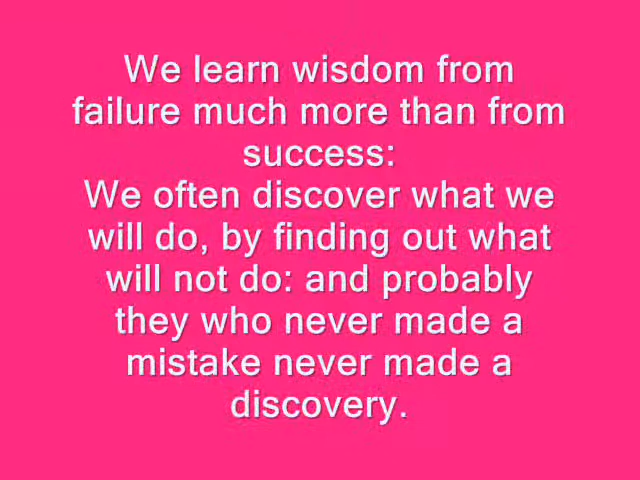 We learn wisdom from
failure much more than from
success:
We often discover what we
will do, by finding out what
will not do: and probably
they who never made a
mistake never made a
discovery.